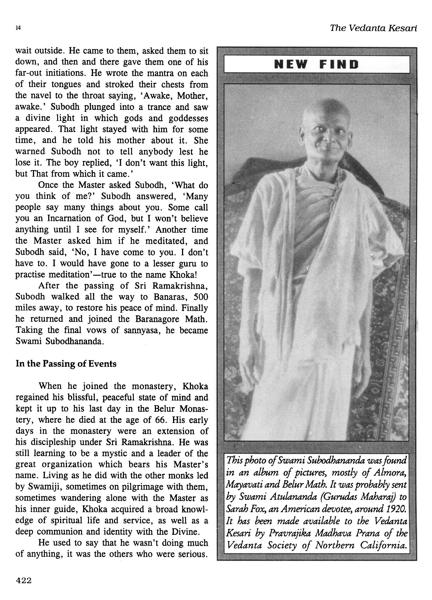 14
The Vedanta Kesari
wait outside. He came to them, asked them to sit
down, and then and there gave them one of his
far-out initiations. He wrote the mantra on each
of their tongues and stroked their chests from
the navel to the throat saying, 'Awake, Mother,
awake.' Subodh plunged into a trance and saw
a divine light in which gods and goddesses
appeared. That light stayed with him for some
time, and he told his mother about it. She
warned Subodh not to tell anybody lest he
lose it. The boy replied, 'I don't want this light,
but That from which it came.'
Once the Master asked Subodh, 'What do
you think of me?' Subodh answered, 'Many
people say many things about you. Some call
you an Incarnation of God, but I won't believe
anything until I see for myself.' Another time
the Master asked him if he meditated, and
Subodh said, 'No, I have come to you. I don't
have to. I would have gone to a lesser guru to
practise meditation'—true to the name Khoka!
After the passing of Sri Ramakrishna,
Subodh walked all the way to Banaras, 500
miles away, to restore his peace of mind. Finally
he returned and joined the Baranagore Math.
Taking the final vows of sannyasa, he became
Swami Subodhananda.
In the Passing of Events
When he joined the monastery, Khoka
regained his blissful, peaceful state of mind and
kept it up to his last day in the Belur Monas-
tery, where he died at the age of 66. His early
days in the monastery were an extension of
his discipleship under Sri Ramakrishna. He was
still learning to be a mystic and a leader of the
great organization which bears his Master's
name. Living as he did with the other monks led
by Swamiji, sometimes on pilgrimage with them,
sometimes wandering alone with the Master as
his inner guide, Khoka acquired a broad knowl-
edge of spiritual life and service, as well as a
deep communion and identity with the Divine.
He used to say that he wasn't doing much
of anything, it was the others who were serious.
NEW FIND
This photo of Swami Subodhananda was found
in an album of pictures, mostly of Almora,
Mayavati and Belur Math. It was probably sent
by Swami Atulananda (Gurudas Maharaj) to
Sarah Fox, an American devotee, around 1920.
It has been made available to the Vedanta
Kesari by Pravrajika Madhava Prana of the
Vedanta Society of Northern California.
422